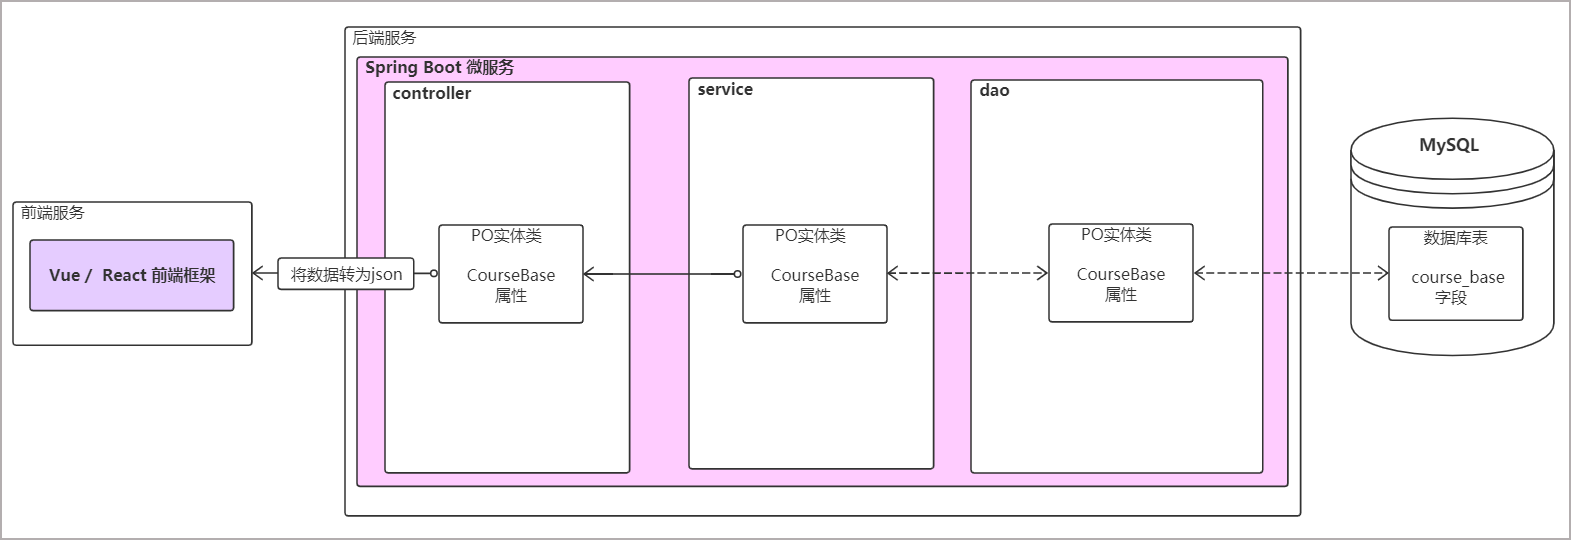 后端服务
Spring Boot 微服务
controller
service
dao
MySQL
前端服务
Vue / React 前端框架
将数据转为json
PO实体类
CourseBase
属性
PO实体类
CourseBase
属性
PO实体类
CourseBase
属性
数据库表
course_base
字段